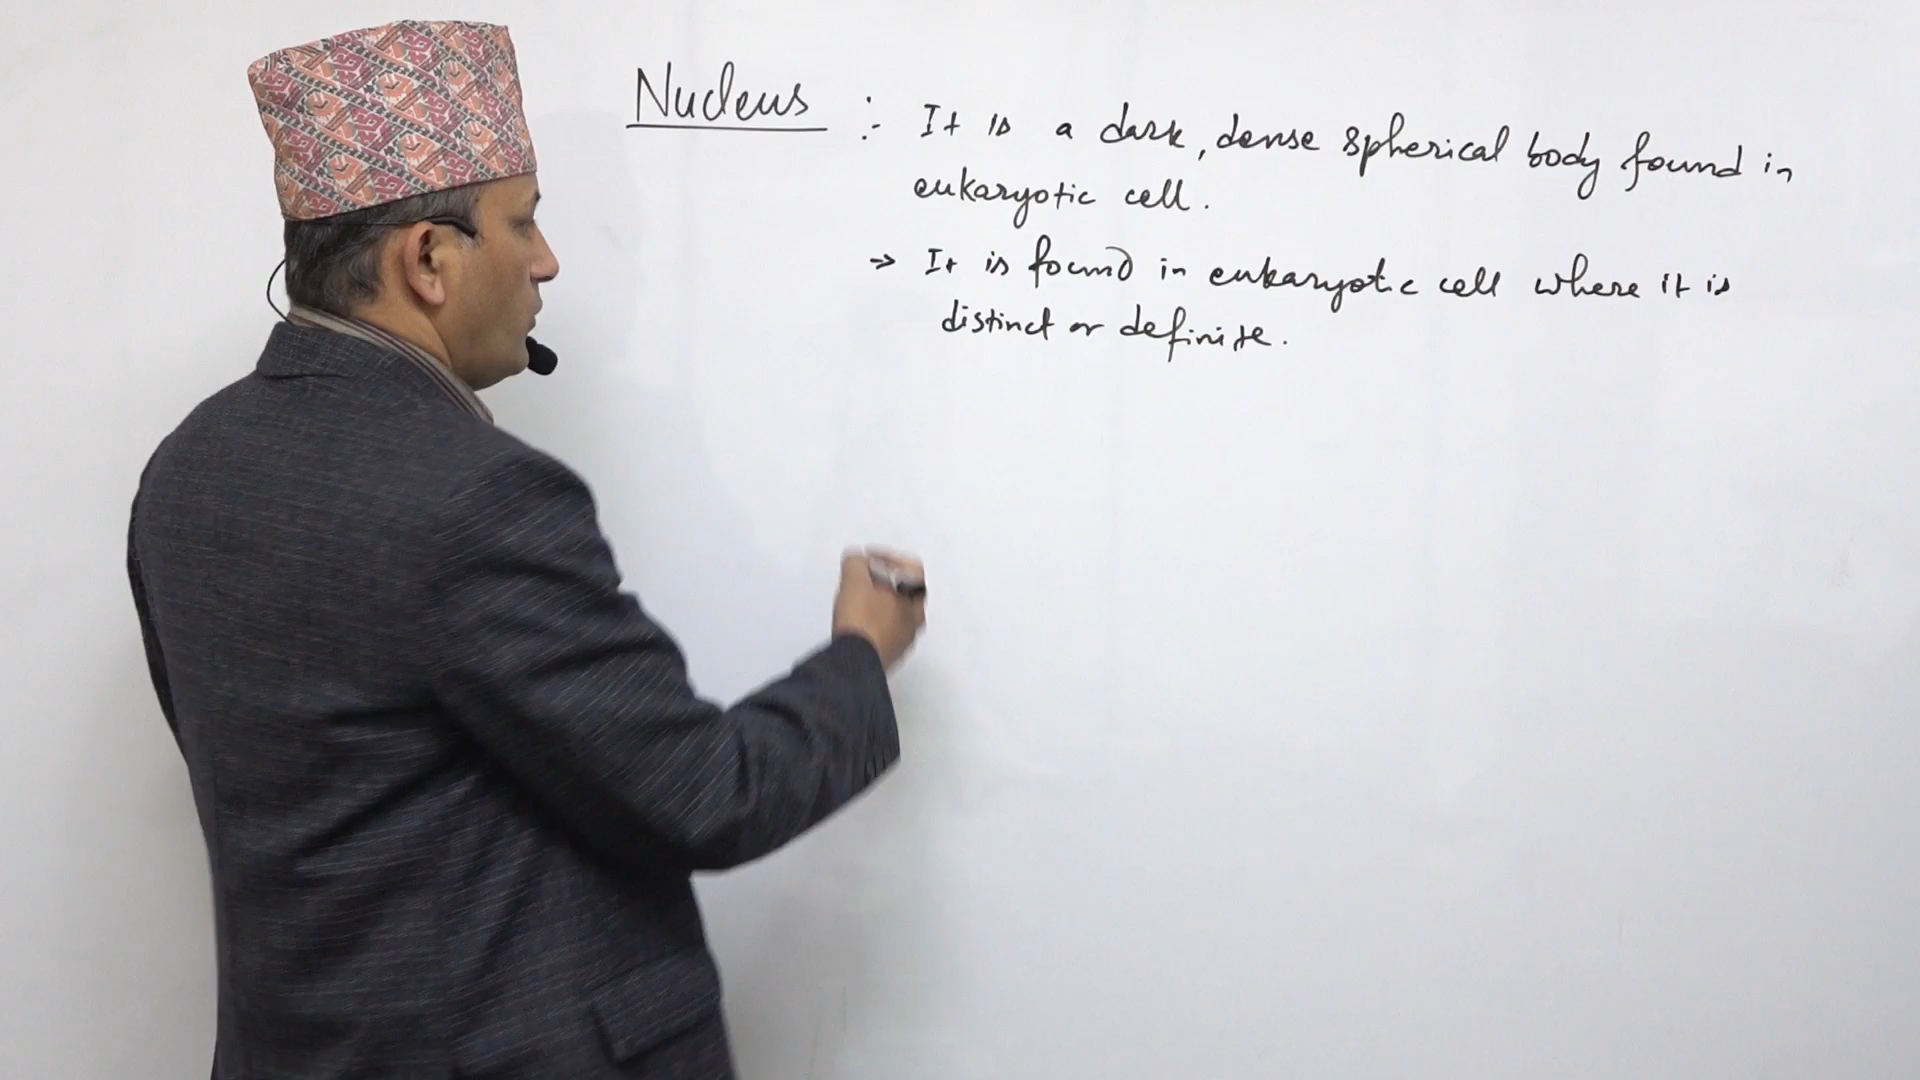 Nucleus :- It is a dark, dense spherical body found in
eukaryotic cell.
→ It is found in eukaryotic cell where it is
distinct or definite.